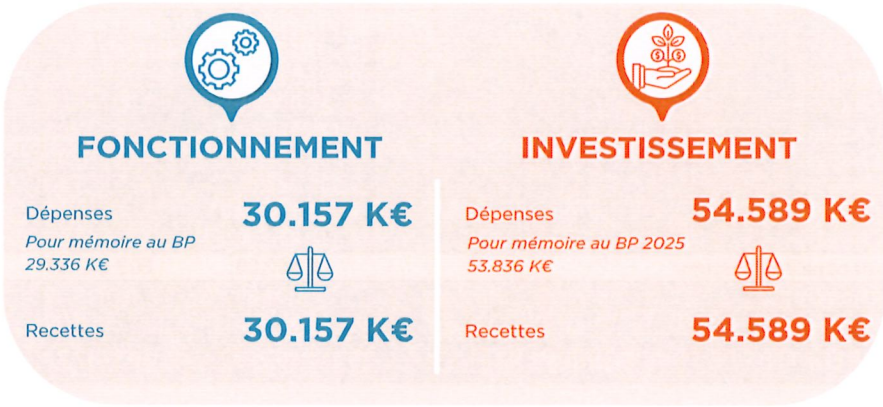 FONCTIONNEMENT
Dépenses 30.157 K€
Pour mémoire au BP
29.336 K€
Recettes 30.157 K€
INVESTISSEMENT
Dépenses 54.589 K€
Pour mémoire au BP 2025
53.836 K€
Recettes 54.589 K€